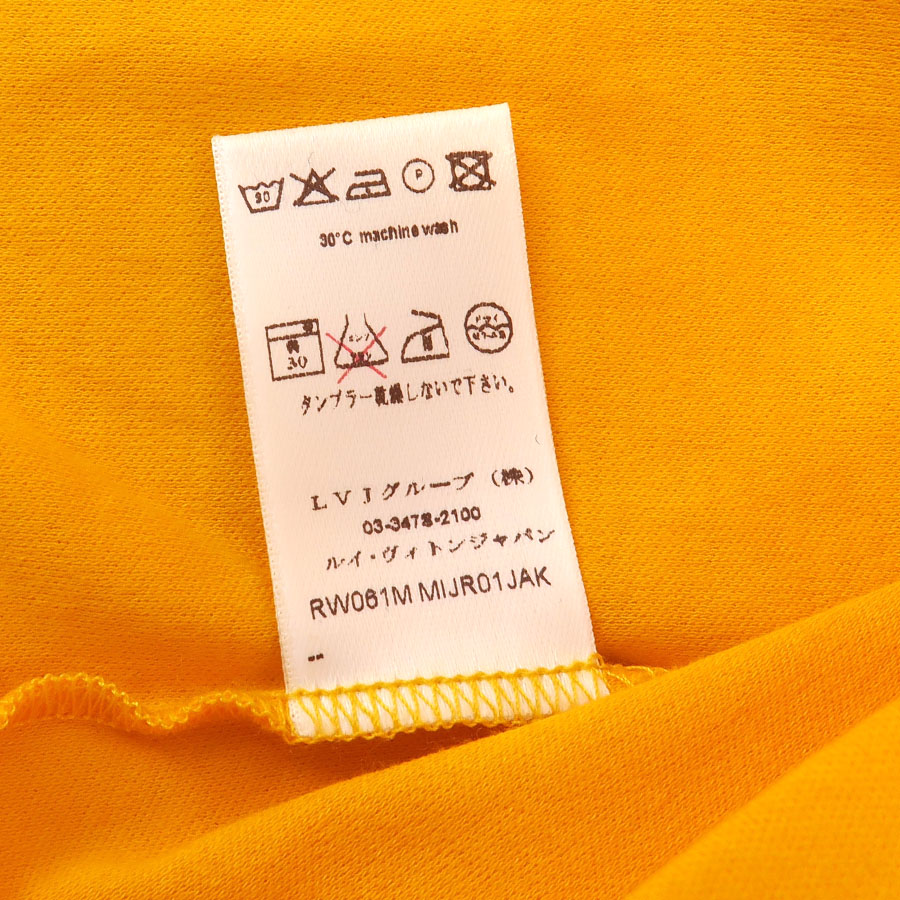 30
P
30°C machine wash
30
タンブラー乾燥しないで下さい。
LVJグループ（株）
03-3478-2100
ルイ・ヴィトンジャパン
RW061M MIJR01JAK
--